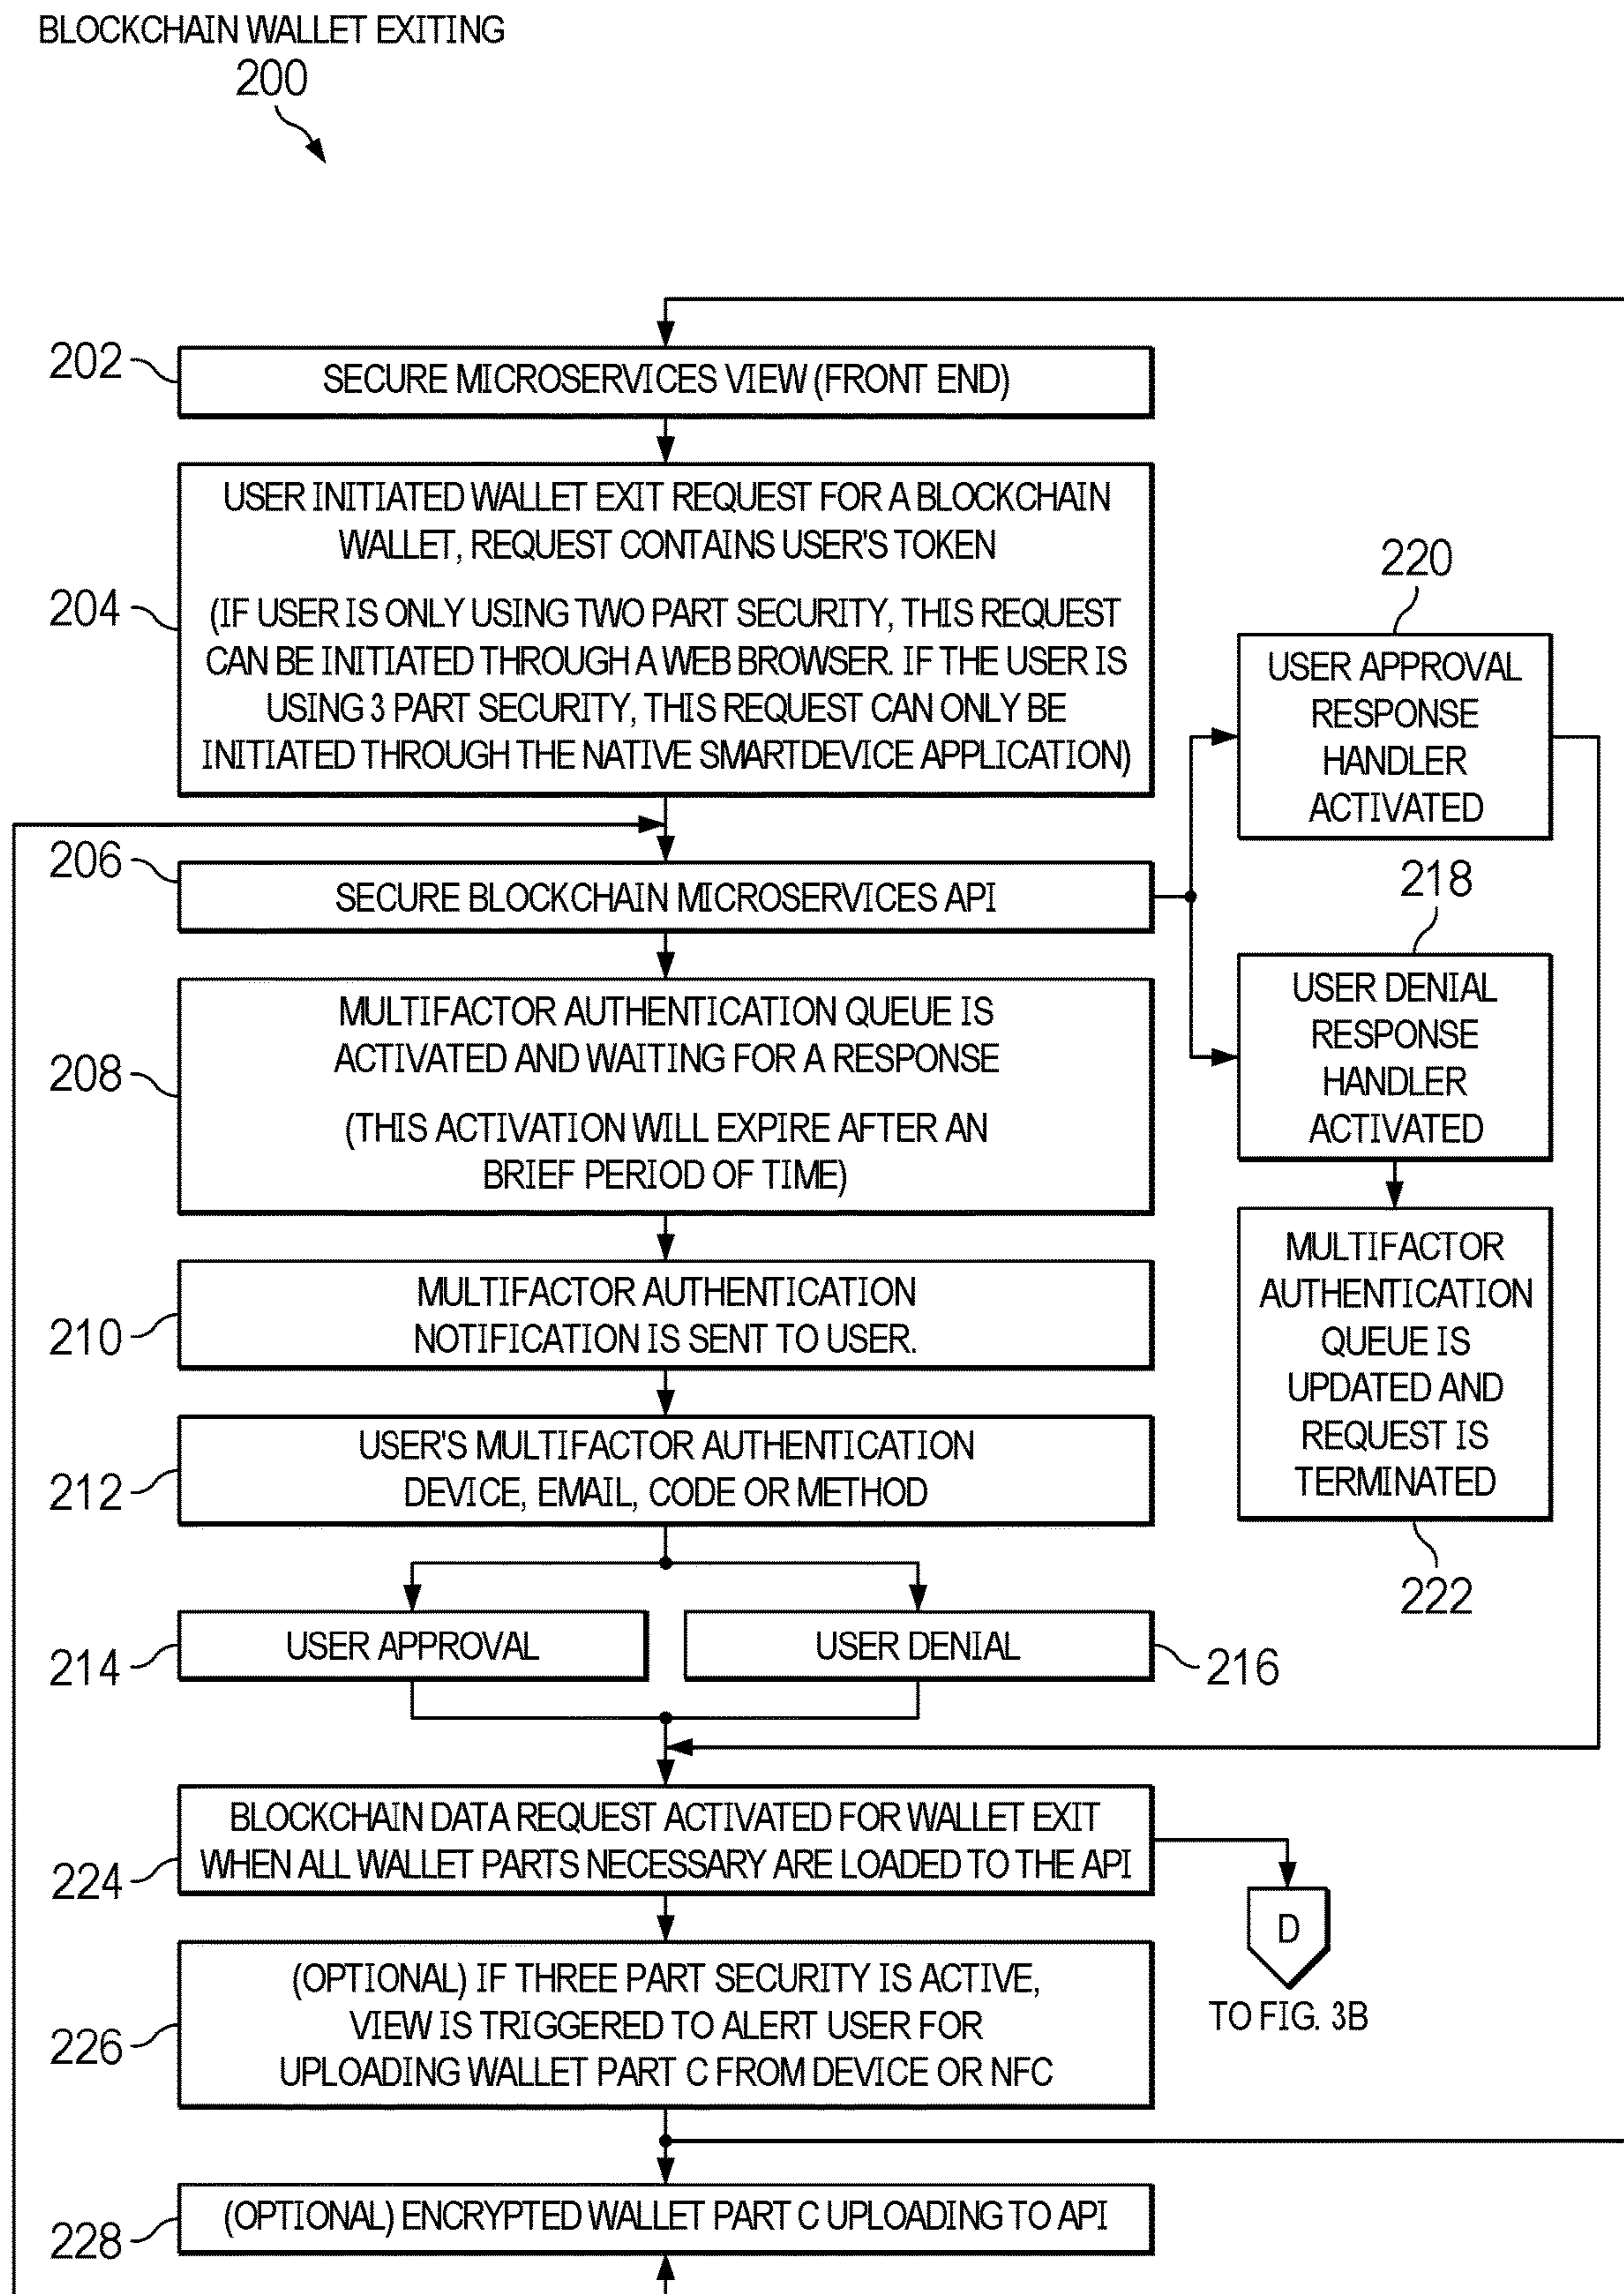 BLOCKCHAIN WALLET EXITING
200
202
SECURE MICROSERVICES VIEW (FRONT END)
204
USER INITIATED WALLET EXIT REQUEST FOR A BLOCKCHAIN
WALLET, REQUEST CONTAINS USER'S TOKEN
(IF USER IS ONLY USING TWO PART SECURITY, THIS REQUEST
CAN BE INITIATED THROUGH A WEB BROWSER. IF THE USER IS
USING 3 PART SECURITY, THIS REQUEST CAN ONLY BE
INITIATED THROUGH THE NATIVE SMARTDEVICE APPLICATION)
206
SECURE BLOCKCHAIN MICROSERVICES API
220
USER APPROVAL
RESPONSE
HANDLER
ACTIVATED
218
USER DENIAL
RESPONSE
HANDLER
ACTIVATED
208
MULTIFACTOR AUTHENTICATION QUEUE IS
ACTIVATED AND WAITING FOR A RESPONSE
(THIS ACTIVATION WILL EXPIRE AFTER AN
BRIEF PERIOD OF TIME)
MULTIFACTOR
AUTHENTICATION
QUEUE IS
UPDATED AND
REQUEST IS
TERMINATED
222
210
MULTIFACTOR AUTHENTICATION
NOTIFICATION IS SENT TO USER.
212
USER'S MULTIFACTOR AUTHENTICATION
DEVICE, EMAIL, CODE OR METHOD
214
USER APPROVAL
USER DENIAL
216
224
BLOCKCHAIN DATA REQUEST ACTIVATED FOR WALLET EXIT
WHEN ALL WALLET PARTS NECESSARY ARE LOADED TO THE API
D
TO FIG. 3B
226
(OPTIONAL) IF THREE PART SECURITY IS ACTIVE,
VIEW IS TRIGGERED TO ALERT USER FOR
UPLOADING WALLET PART C FROM DEVICE OR NFC
228
(OPTIONAL) ENCRYPTED WALLET PART C UPLOADING TO API